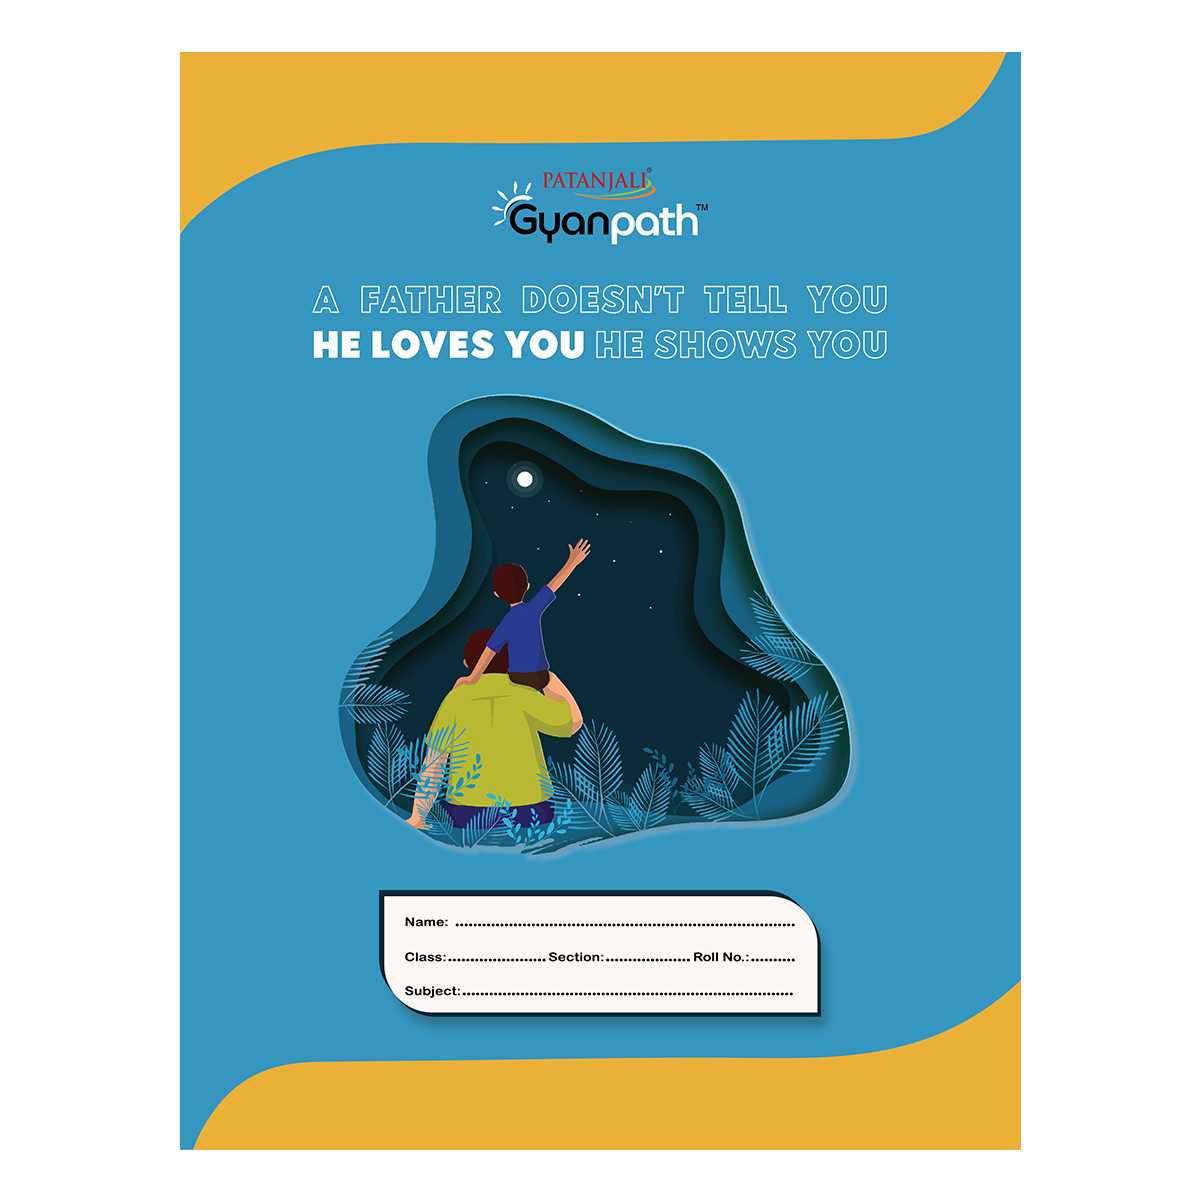 PATANJALI®
Gyanpath™
A FATHER DOESN'T TELL YOU
HE LOVES YOU HE SHOWS YOU
Name: ................................................................................
Class:...................... Section:................... Roll No.:..........
Subject:...........................................................................